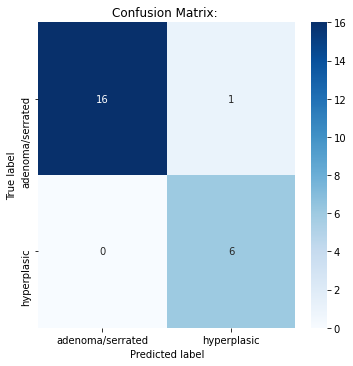 Confusion Matrix:
True label
adenoma/serrated
hyperplasic
16
1
0
6
adenoma/serrated
hyperplasic
Predicted label
16
14
12
10
8
6
4
2
0